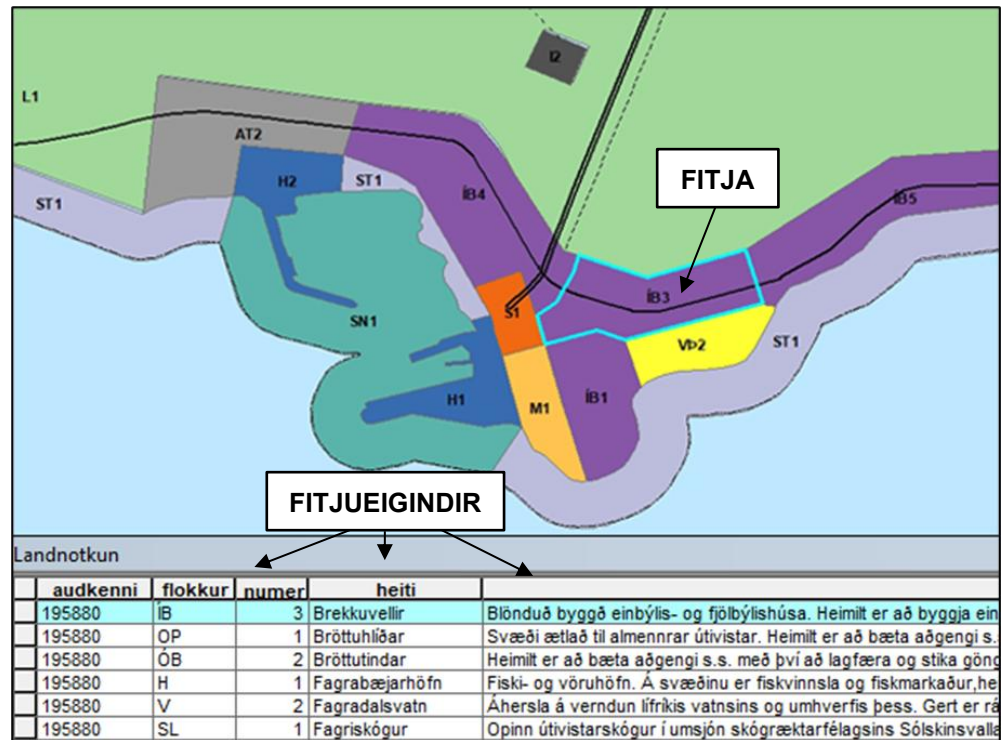 I2
L1
AT2
H2
ST1
FITJA
ST1
ÍB4
ÍB5
ÍB3
S1
SN1
VÞ2
ST1
H1
M1
ÍB1
FITJUEIGINDIR
Landnotkun
audkenni flokkur numer heiti
195880 ÍB 3 Brekkuvellir Blönduð byggð einbýlis- og fjölbýlishúsa. Heimilt er að byggja ein
195880 OP 1 Bröttuhlíðar Svæði ætlað til almennrar útivistar. Heimilt er að bæta aðgengi s.
195880 ÓB 2 Bröttutindar Heimilt er að bæta aðgengi s.s. með því að lagfæra og stika göng
195880 H 1 Fagrabæjarhöfn Fiski- og vöruhöfn. Á svæðinu er fiskvinnsla og fiskmarkaður,he
195880 V 2 Fagradalsvatn Áhersla á verndun lífríkis vatnsins og umhverfis þess. Gert er rá
195880 SL 1 Fagriskógur Opinn útivistarskógur í umsjón skógræktarfélagsins Sólskinsvalla